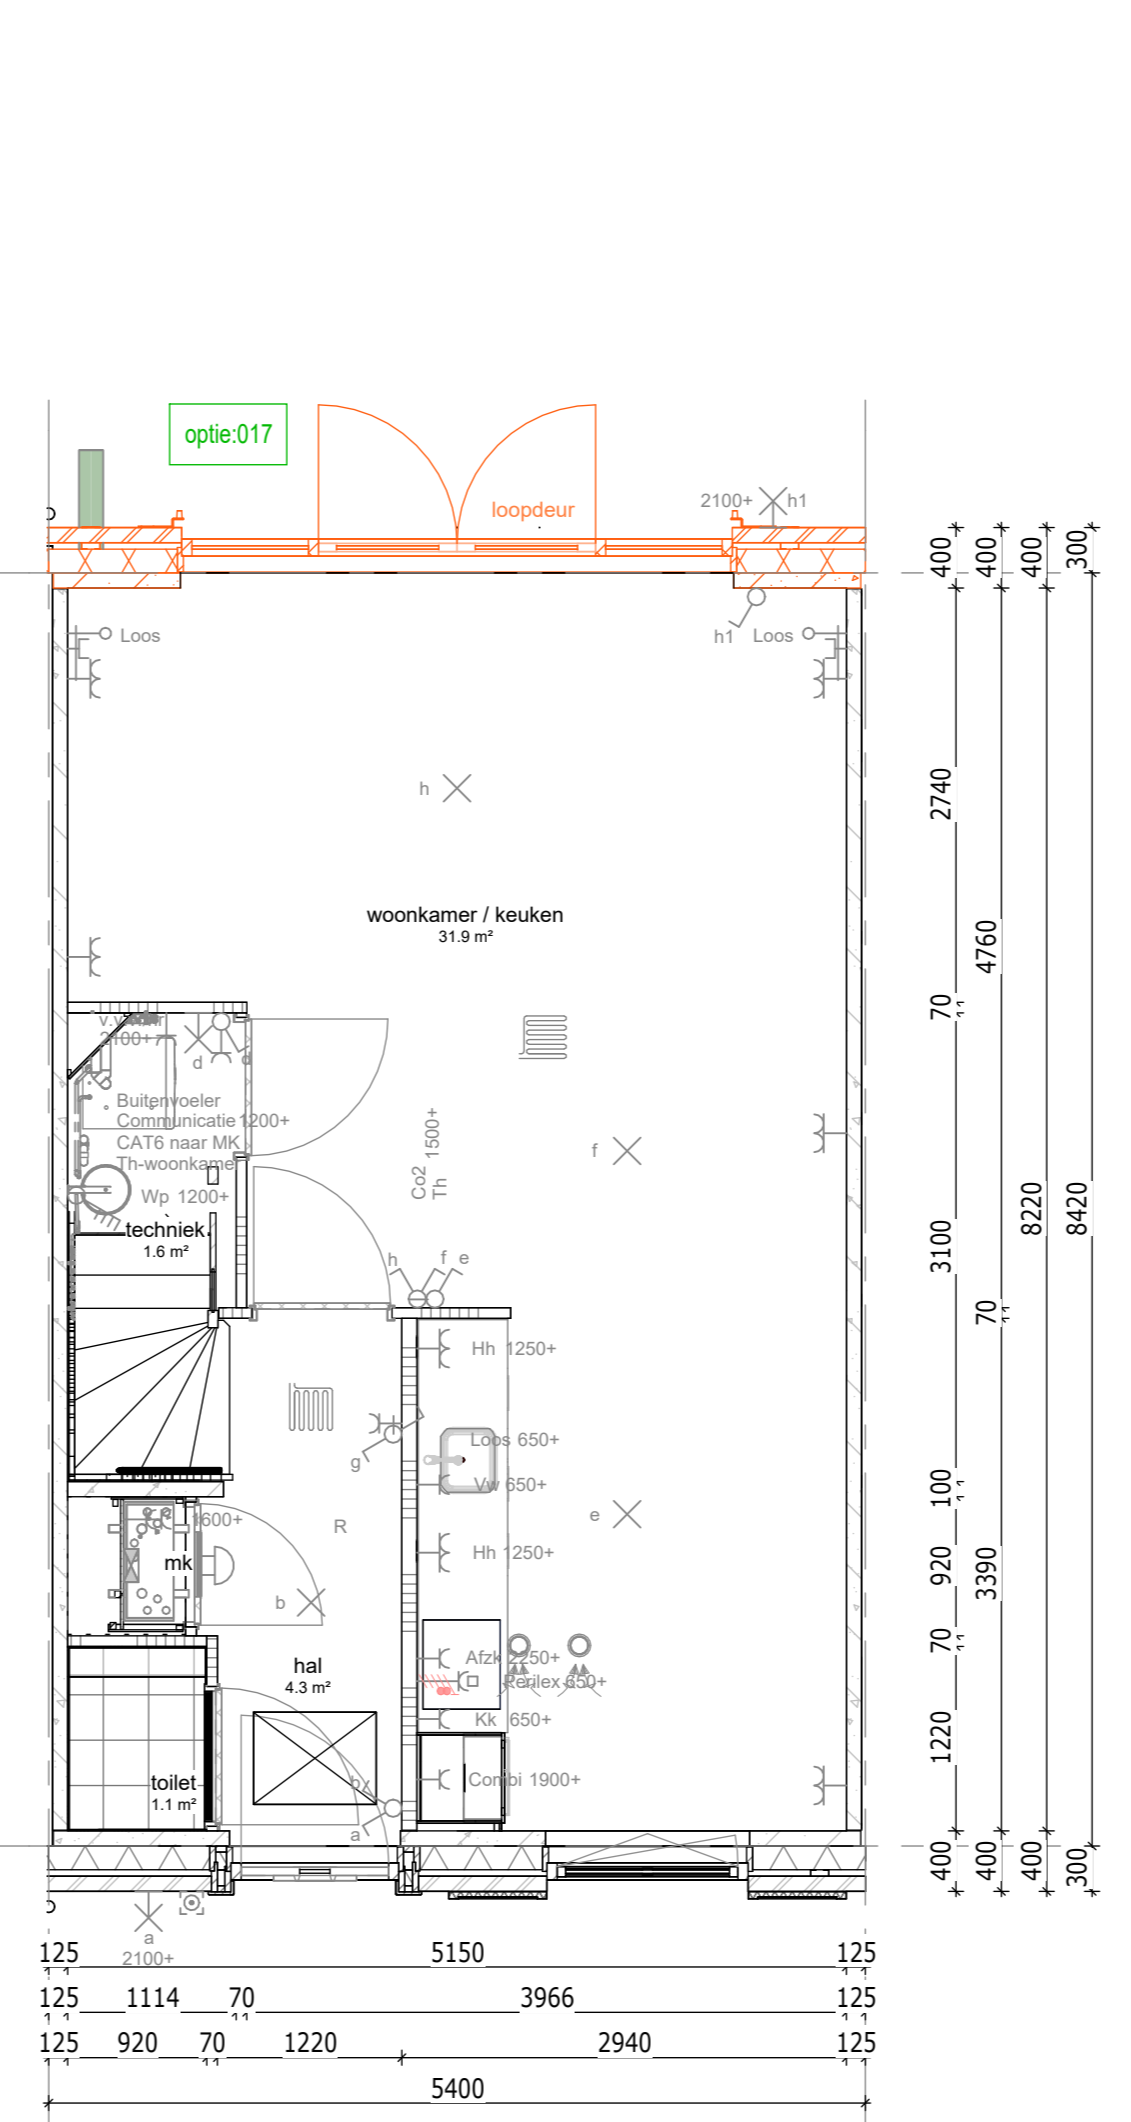 optie:017
loopdeur
2100+
h1
Loos
h1
Loos
h
woonkamer / keuken
31.9 m²
2100+
d
d
Buitenvoeler
Communicatie 1200+
CAT6 naar MK
Th-woonkamer
Wp 1200+
techniek
1.6 m²
Co2
Th
1500+
f
h
f
e
Hh 1250+
Loos 650+
g
Vw 650+
1600+
R
e
Hh 1250+
mk
b
Afzk 2250+
hal
4.3 m²
Perilex 650+
Kk 650+
toilet
1.1 m²
Combi 1900+
a
a
2100+
400
400
400
300
2740
4760
70
8220
8420
3100
70
100
920
3390
70
1220
400
400
400
300
125
5150
125
125
1114
70
3966
125
125
920
70
1220
2940
125
5400